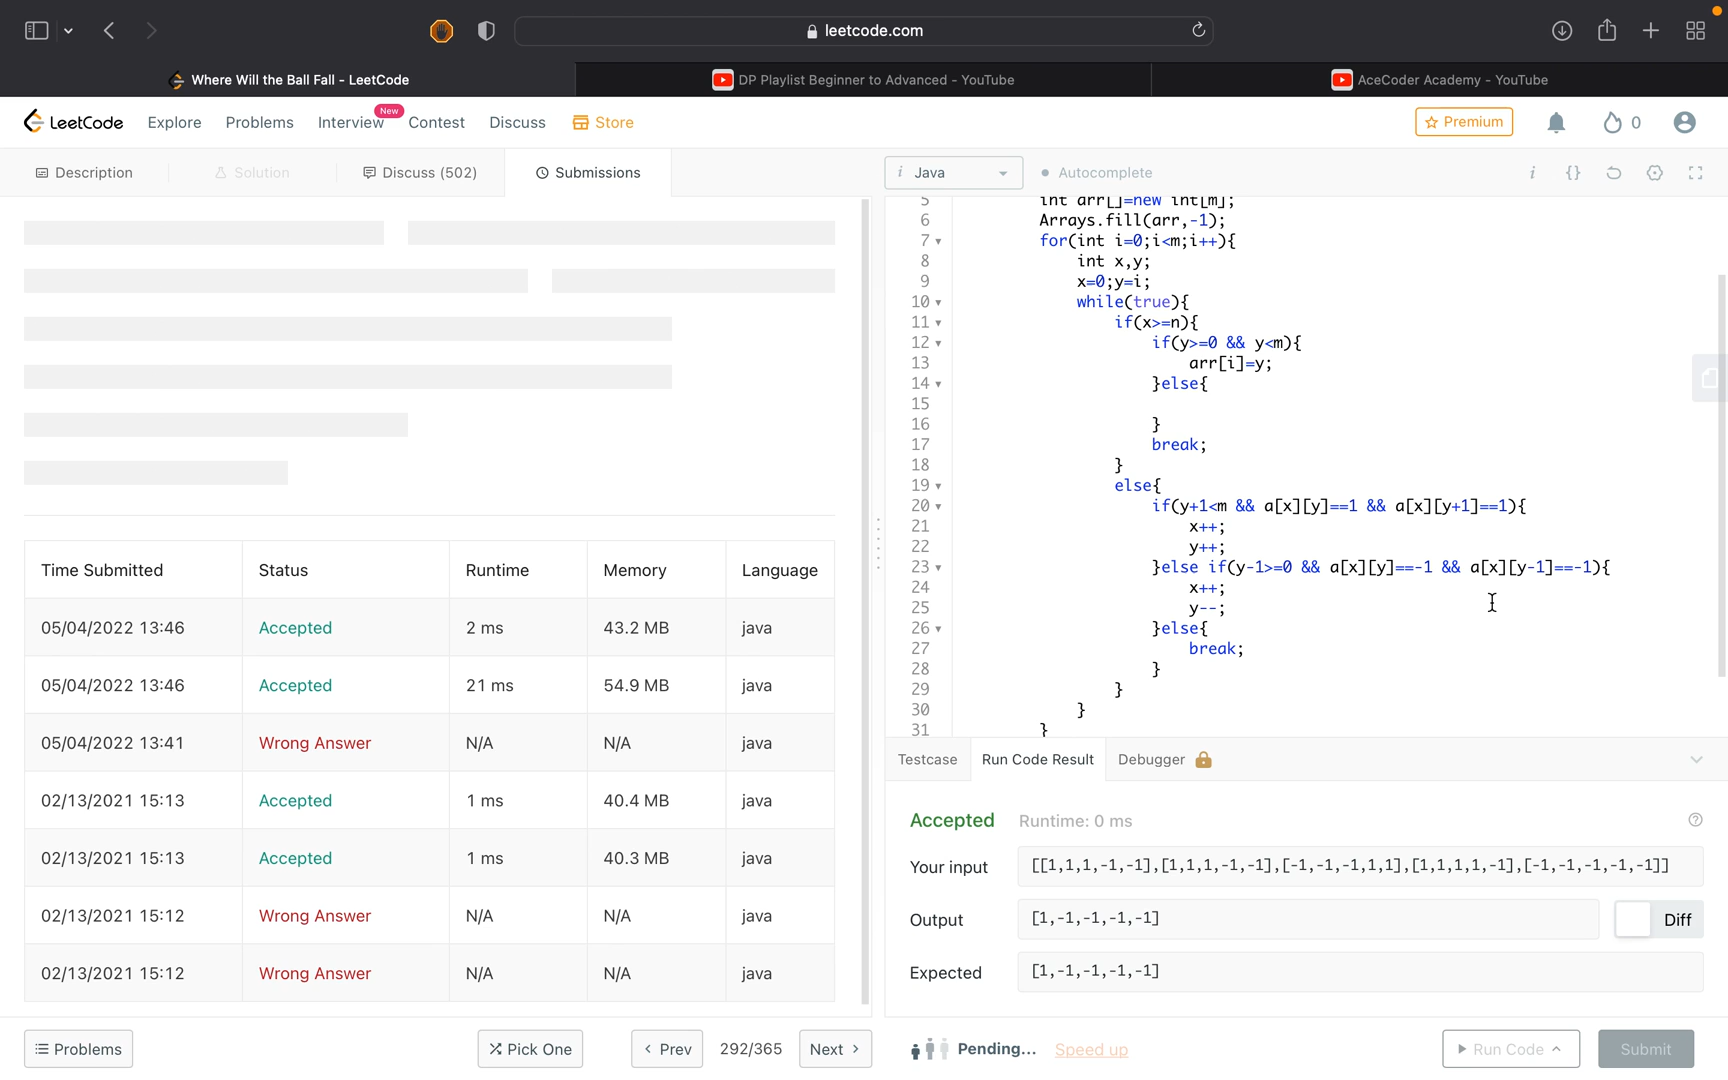 leetcode.com
Where Will the Ball Fall - LeetCode
DP Playlist Beginner to Advanced - YouTube
AceCoder Academy - YouTube
LeetCode
Explore
Problems
Interview
New
Contest
Discuss
Store
Premium
0
Description
Solution
Discuss (502)
Submissions
i Java
Autocomplete
5 int arr[]=new int[m];
6 Arrays.fill(arr,-1);
7 for(int i=0;i<m;i++){
8 int x,y;
9 x=0;y=i;
10 while(true){
11 if(x>=n){
12 if(y>=0 && y<m){
13 arr[i]=y;
14 }else{
15
16 }
17 break;
18 }
19 else{
20 if(y+1<m && a[x][y]==1 && a[x][y+1]==1){
21 x++;
22 y++;
23 }else if(y-1>=0 && a[x][y]==-1 && a[x][y-1]==-1){
24 x++;
25 y--;
26 }else{
27 break;
28 }
29 }
30 }
31 }
Time Submitted Status Runtime Memory Language
05/04/2022 13:46 Accepted 2 ms 43.2 MB java
05/04/2022 13:46 Accepted 21 ms 54.9 MB java
05/04/2022 13:41 Wrong Answer N/A N/A java
02/13/2021 15:13 Accepted 1 ms 40.4 MB java
02/13/2021 15:13 Accepted 1 ms 40.3 MB java
02/13/2021 15:12 Wrong Answer N/A N/A java
02/13/2021 15:12 Wrong Answer N/A N/A java
Testcase
Run Code Result
Debugger
Accepted Runtime: 0 ms
Your input [[1,1,1,-1,-1],[1,1,1,-1,-1],[-1,-1,-1,1,1],[1,1,1,1,-1],[-1,-1,-1,-1,-1]]
Output [1,-1,-1,-1,-1]
Diff
Expected [1,-1,-1,-1,-1]
Problems
Pick One
Prev
292/365
Next
Pending...
Speed up
Run Code
Submit